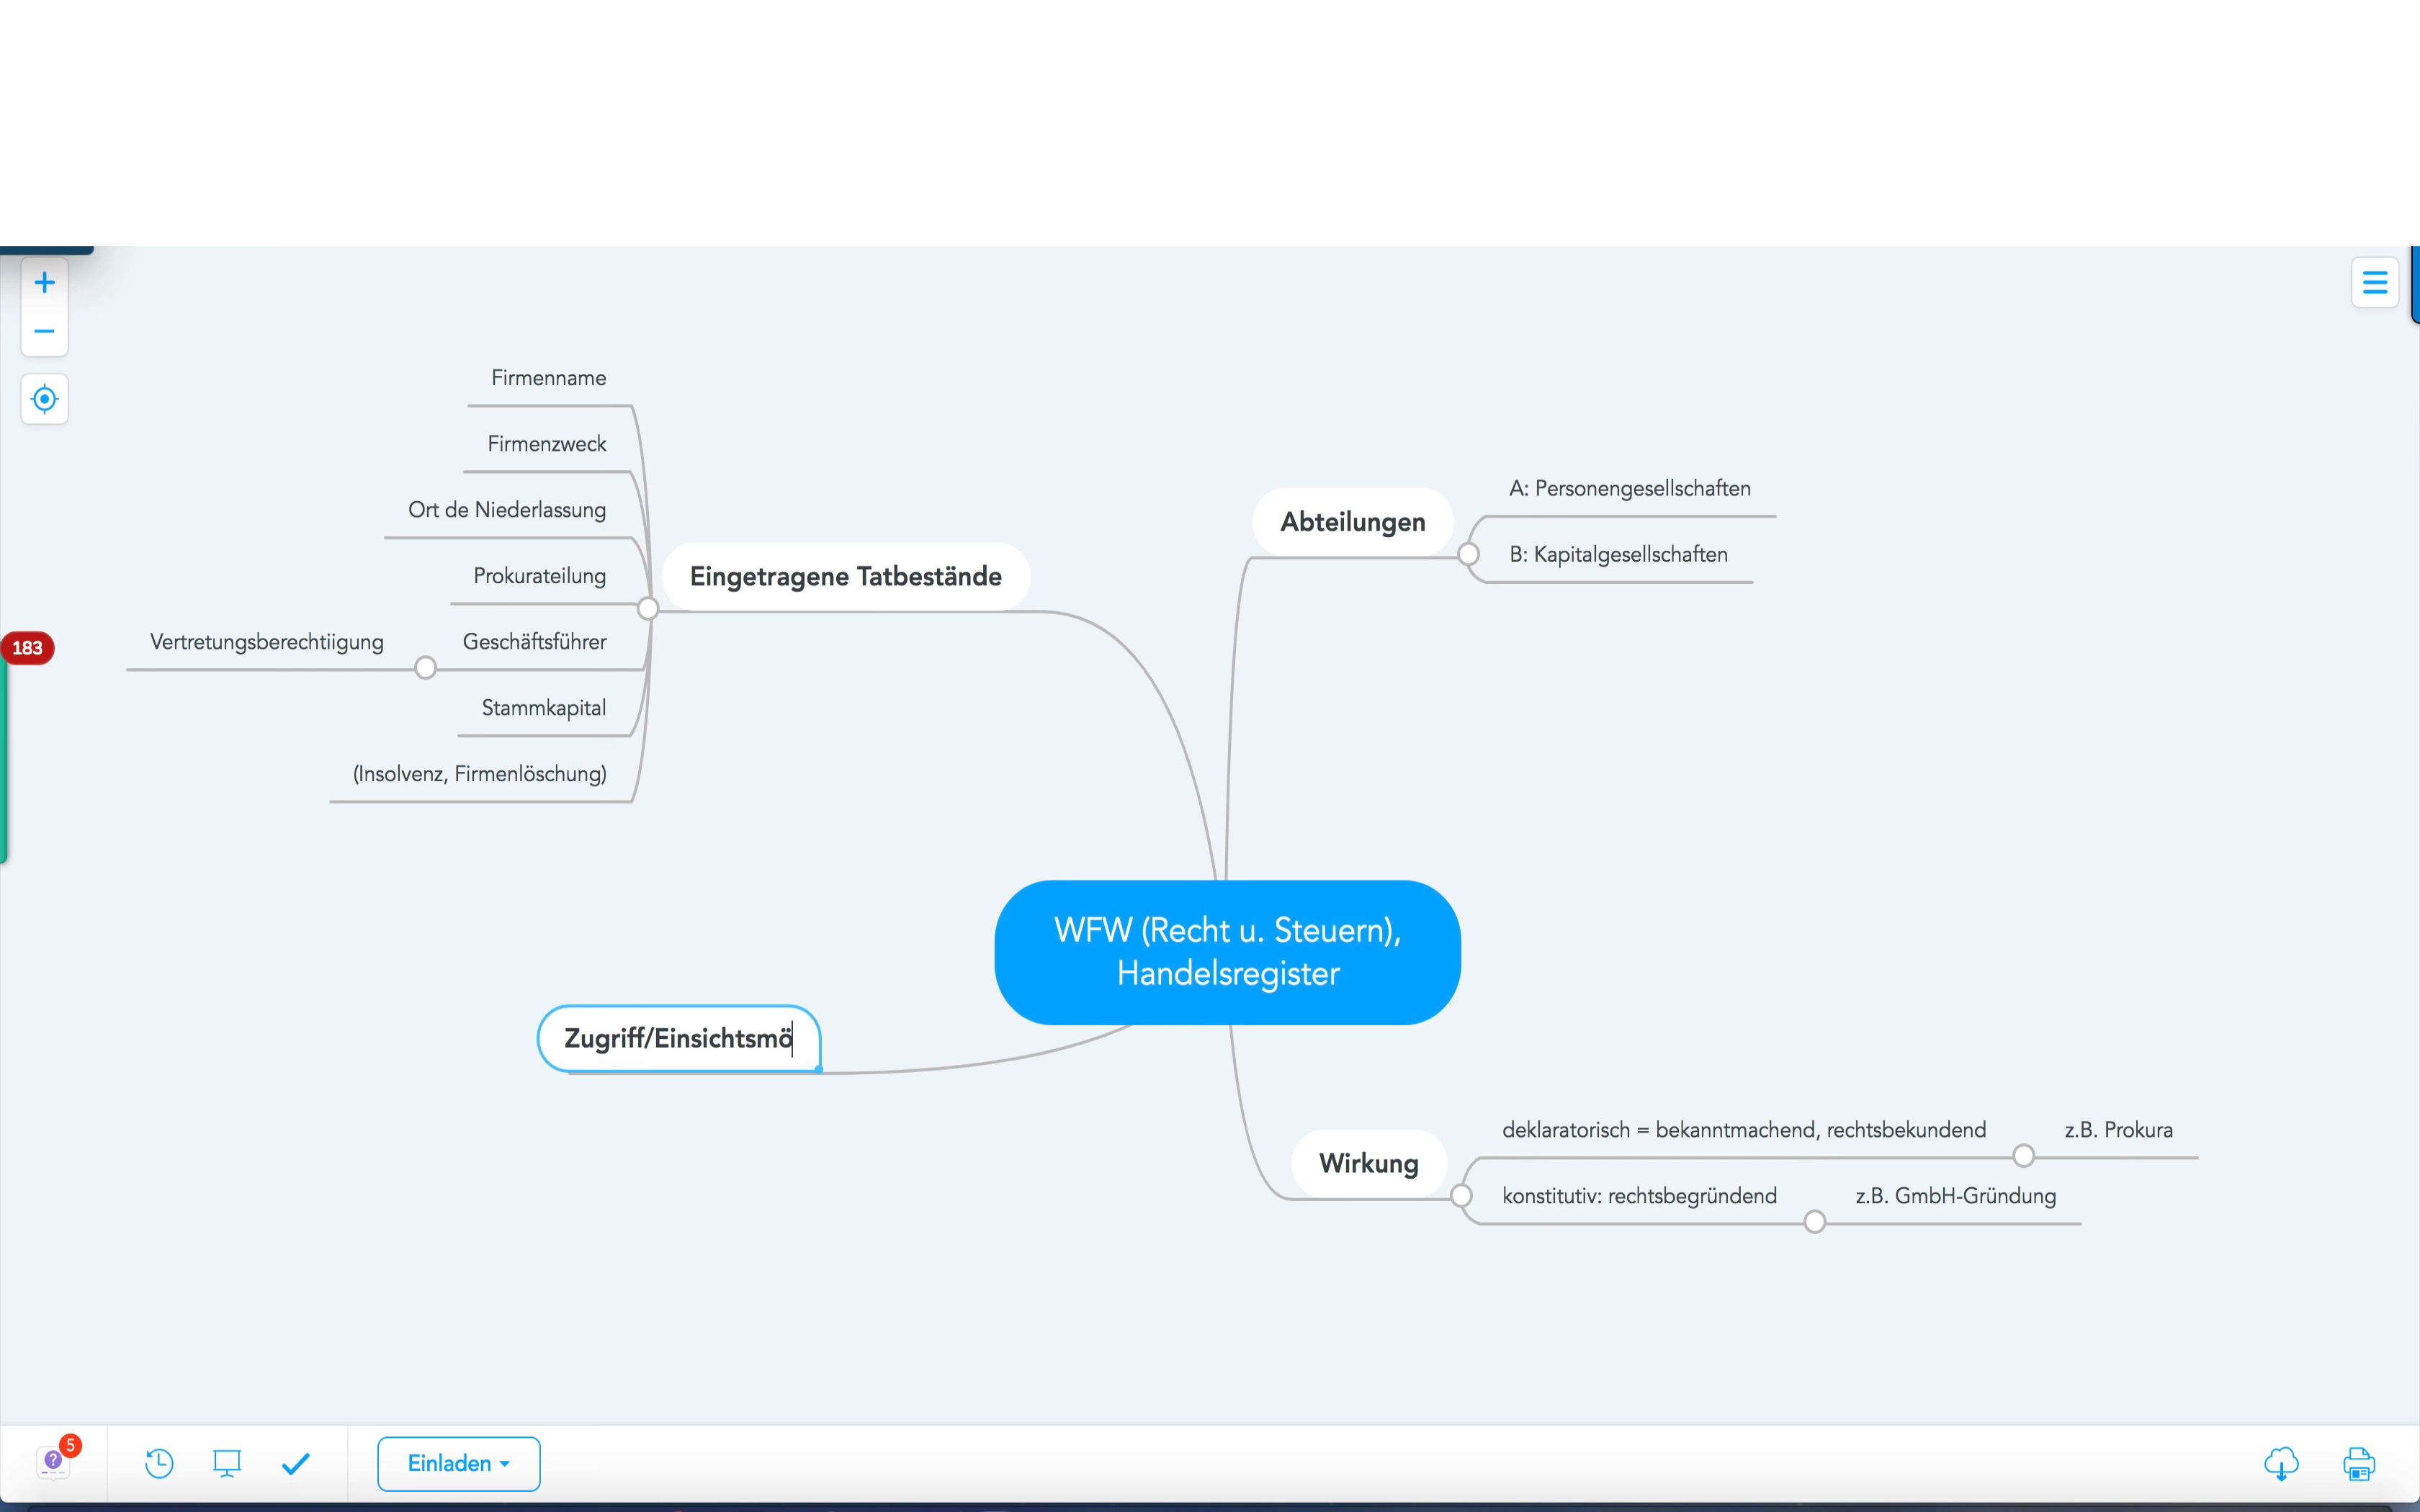 Firmenname
Firmenzweck
Ort de Niederlassung
Prokurateilung
Vertretungsberechtiigung
Geschäftsführer
Stammkapital
(Insolvenz, Firmenlöschung)
Eingetragene Tatbestände
Abteilungen
A: Personengesellschaften
B: Kapitalgesellschaften
183
WFW (Recht u. Steuern),
Handelsregister
Zugriff/Einsichtsmö
Wirkung
deklaratorisch = bekanntmachend, rechtsbekundend
z.B. Prokura
konstitutiv: rechtsbegründend
z.B. GmbH-Gründung
?
5
Einladen